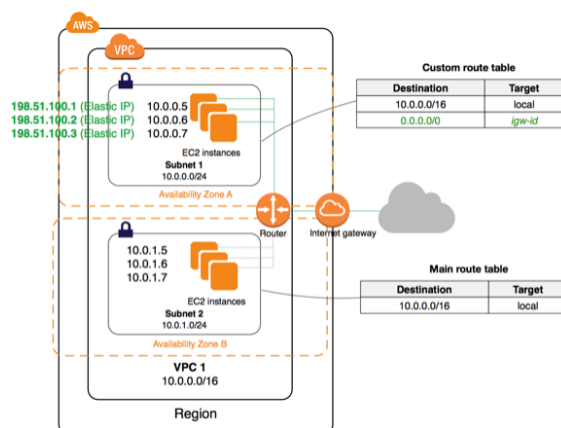 AWS
VPC
Custom route table
Destination Target
10.0.0.0/16 local
0.0.0.0/0 igw-id
198.51.100.1 (Elastic IP) 10.0.0.5
198.51.100.2 (Elastic IP) 10.0.0.6
198.51.100.3 (Elastic IP) 10.0.0.7
EC2 instances
Subnet 1
10.0.0.0/24
Availability Zone A
Router
Internet gateway
10.0.1.5
10.0.1.6
10.0.1.7
EC2 instances
Subnet 2
10.0.1.0/24
Availability Zone B
Main route table
Destination Target
10.0.0.0/16 local
VPC 1
10.0.0.0/16
Region